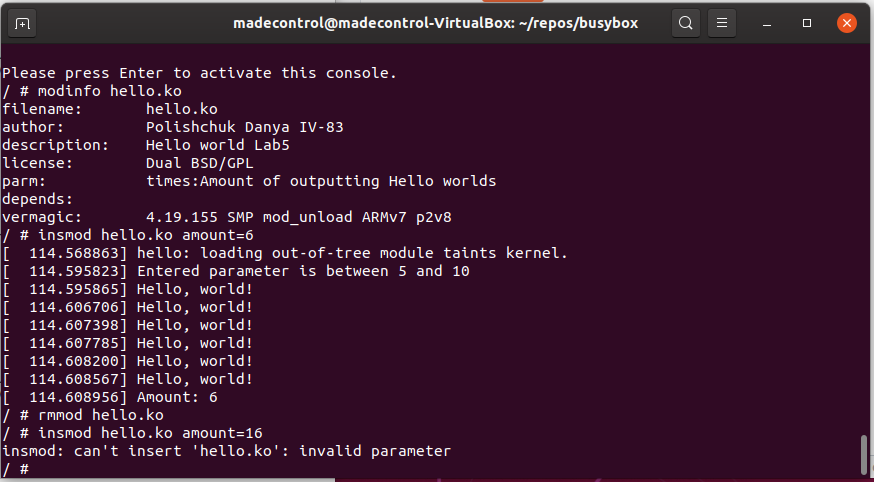 madecontrol@madecontrol-VirtualBox: ~/repos/busybox
Please press Enter to activate this console.
/ # modinfo hello.ko
filename:       hello.ko
author:         Polishchuk Danya IV-83
description:    Hello world Lab5
license:        Dual BSD/GPL
parm:           times:Amount of outputting Hello worlds
depends:
vermagic:       4.19.155 SMP mod_unload ARMv7 p2v8
/ # insmod hello.ko amount=6
[  114.568863] hello: loading out-of-tree module taints kernel.
[  114.595823] Entered parameter is between 5 and 10
[  114.595865] Hello, world!
[  114.606706] Hello, world!
[  114.607398] Hello, world!
[  114.607785] Hello, world!
[  114.608200] Hello, world!
[  114.608567] Hello, world!
[  114.608956] Amount: 6
/ # rmmod hello.ko
/ # insmod hello.ko amount=16
insmod: can't insert 'hello.ko': invalid parameter
/ #